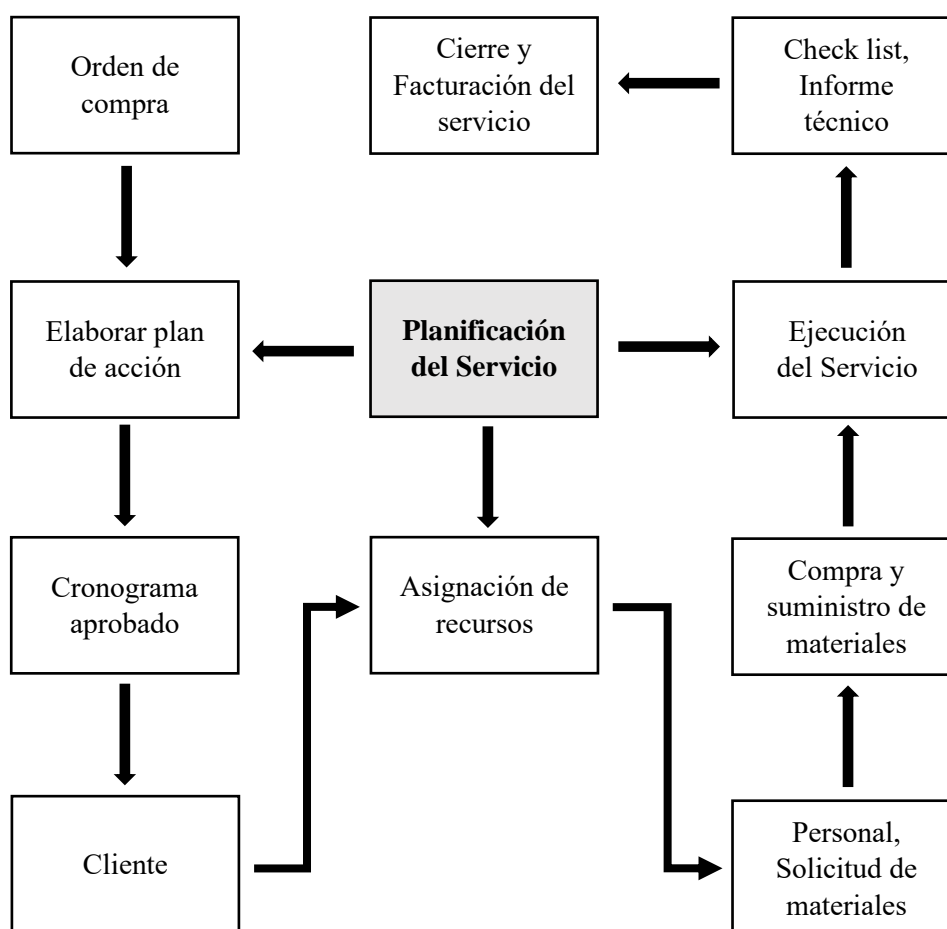 Orden de
compra
Cierre y
Facturación del
servicio
Check list,
Informe
técnico
Elaborar plan
de acción
Planificación
del Servicio
Ejecución
del Servicio
Cronograma
aprobado
Asignación de
recursos
Compra y
suministro de
materiales
Cliente
Personal,
Solicitud de
materiales